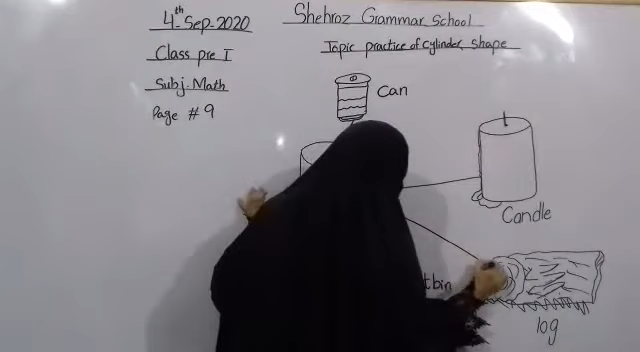 4th Sep-2020
Shehroz Grammar School
Class pre I
Topic practice of cylinder shape
Subj. Math
Page # 9
Can
Candle
log